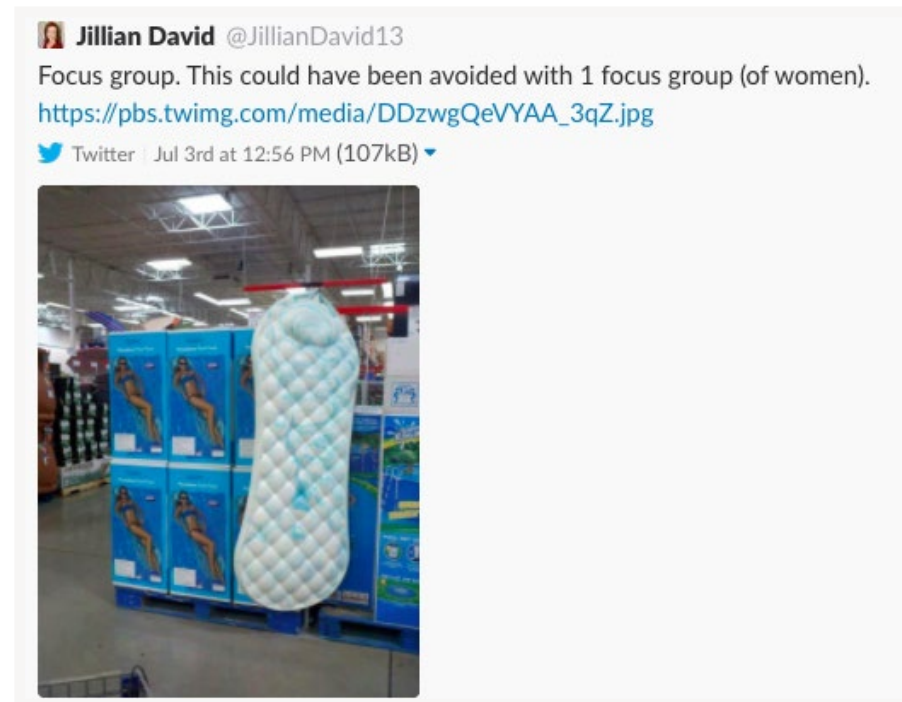 Jillian David @JillianDavid13
Focus group. This could have been avoided with 1 focus group (of women).
https://pbs.twimg.com/media/DDzwgQeVYAA_3qZ.jpg
Twitter Jul 3rd at 12:56 PM (107kB)